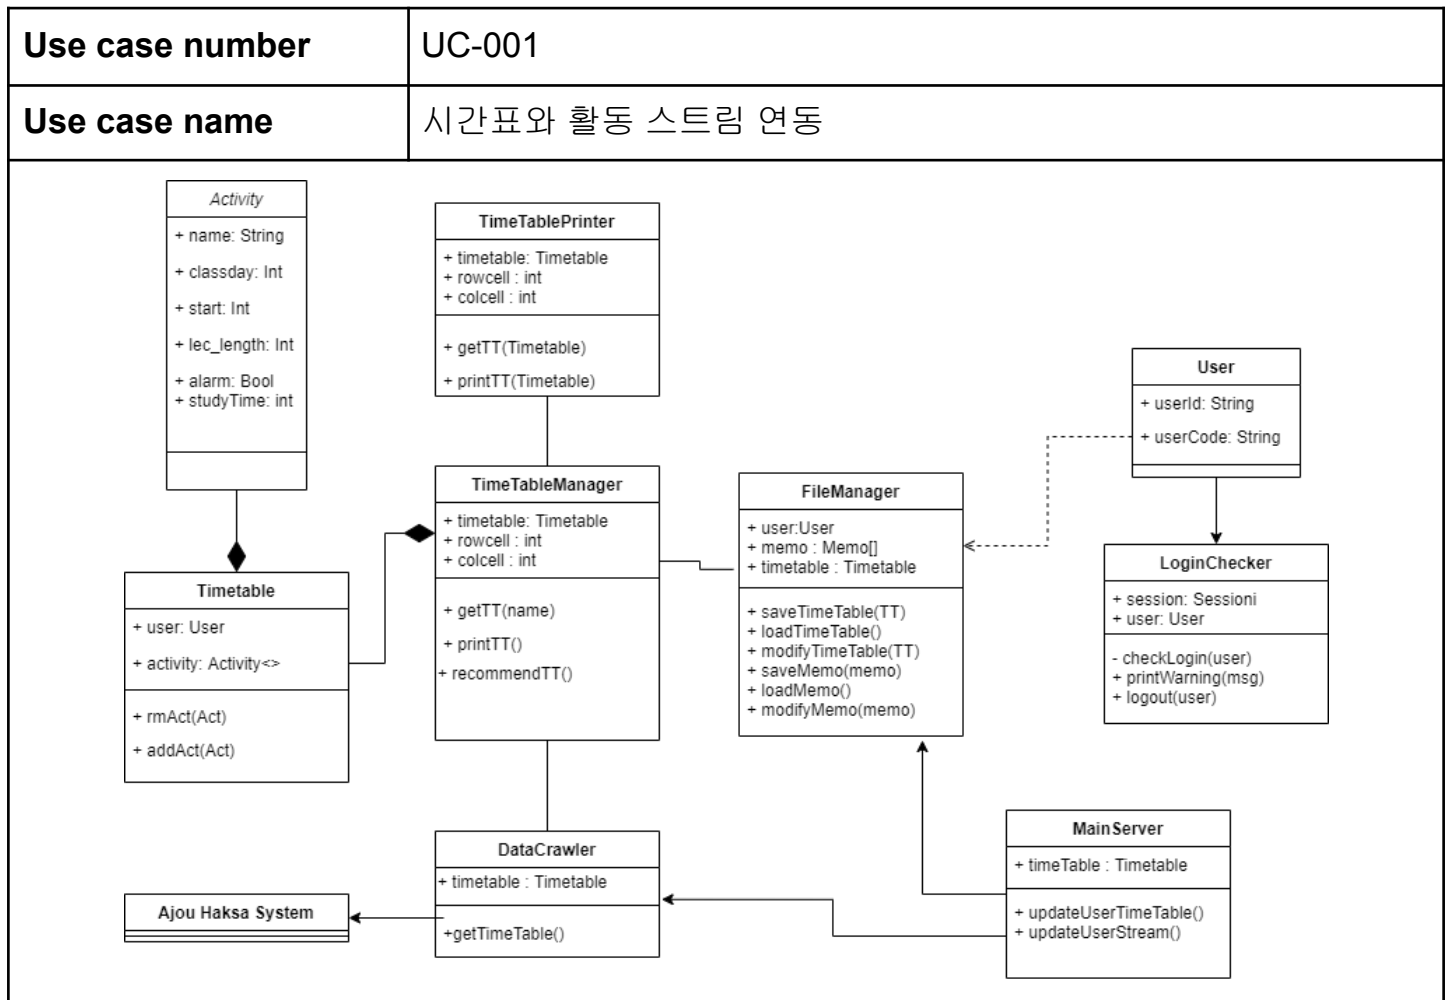 Use case number
UC-001
Use case name
시간표와 활동 스트림 연동
Activity
+ name: String
+ classday: Int
+ start: Int
+ lec_length: Int
+ alarm: Bool
+ studyTime: int
TimeTablePrinter
+ timetable: Timetable
+ rowcell : int
+ colcell : int
+ getTT(Timetable)
+ printTT(Timetable)
User
+ userId: String
+ userCode: String
TimeTableManager
+ timetable: Timetable
+ rowcell : int
+ colcell : int
+ getTT(name)
+ printTT()
+ recommendTT()
FileManager
+ user:User
+ memo : Memo[]
+ timetable : Timetable
+ saveTimeTable(TT)
+ loadTimeTable()
+ modifyTimeTable(TT)
+ saveMemo(memo)
+ loadMemo()
+ modifyMemo(memo)
LoginChecker
+ session: Sessioni
+ user: User
- checkLogin(user)
+ printWarning(msg)
+ logout(user)
Timetable
+ user: User
+ activity: Activity<>
+ rmAct(Act)
+ addAct(Act)
DataCrawler
+ timetable : Timetable
+getTimeTable()
MainServer
+ timeTable : Timetable
+ updateUserTimeTable()
+ updateUserStream()
Ajou Haksa System